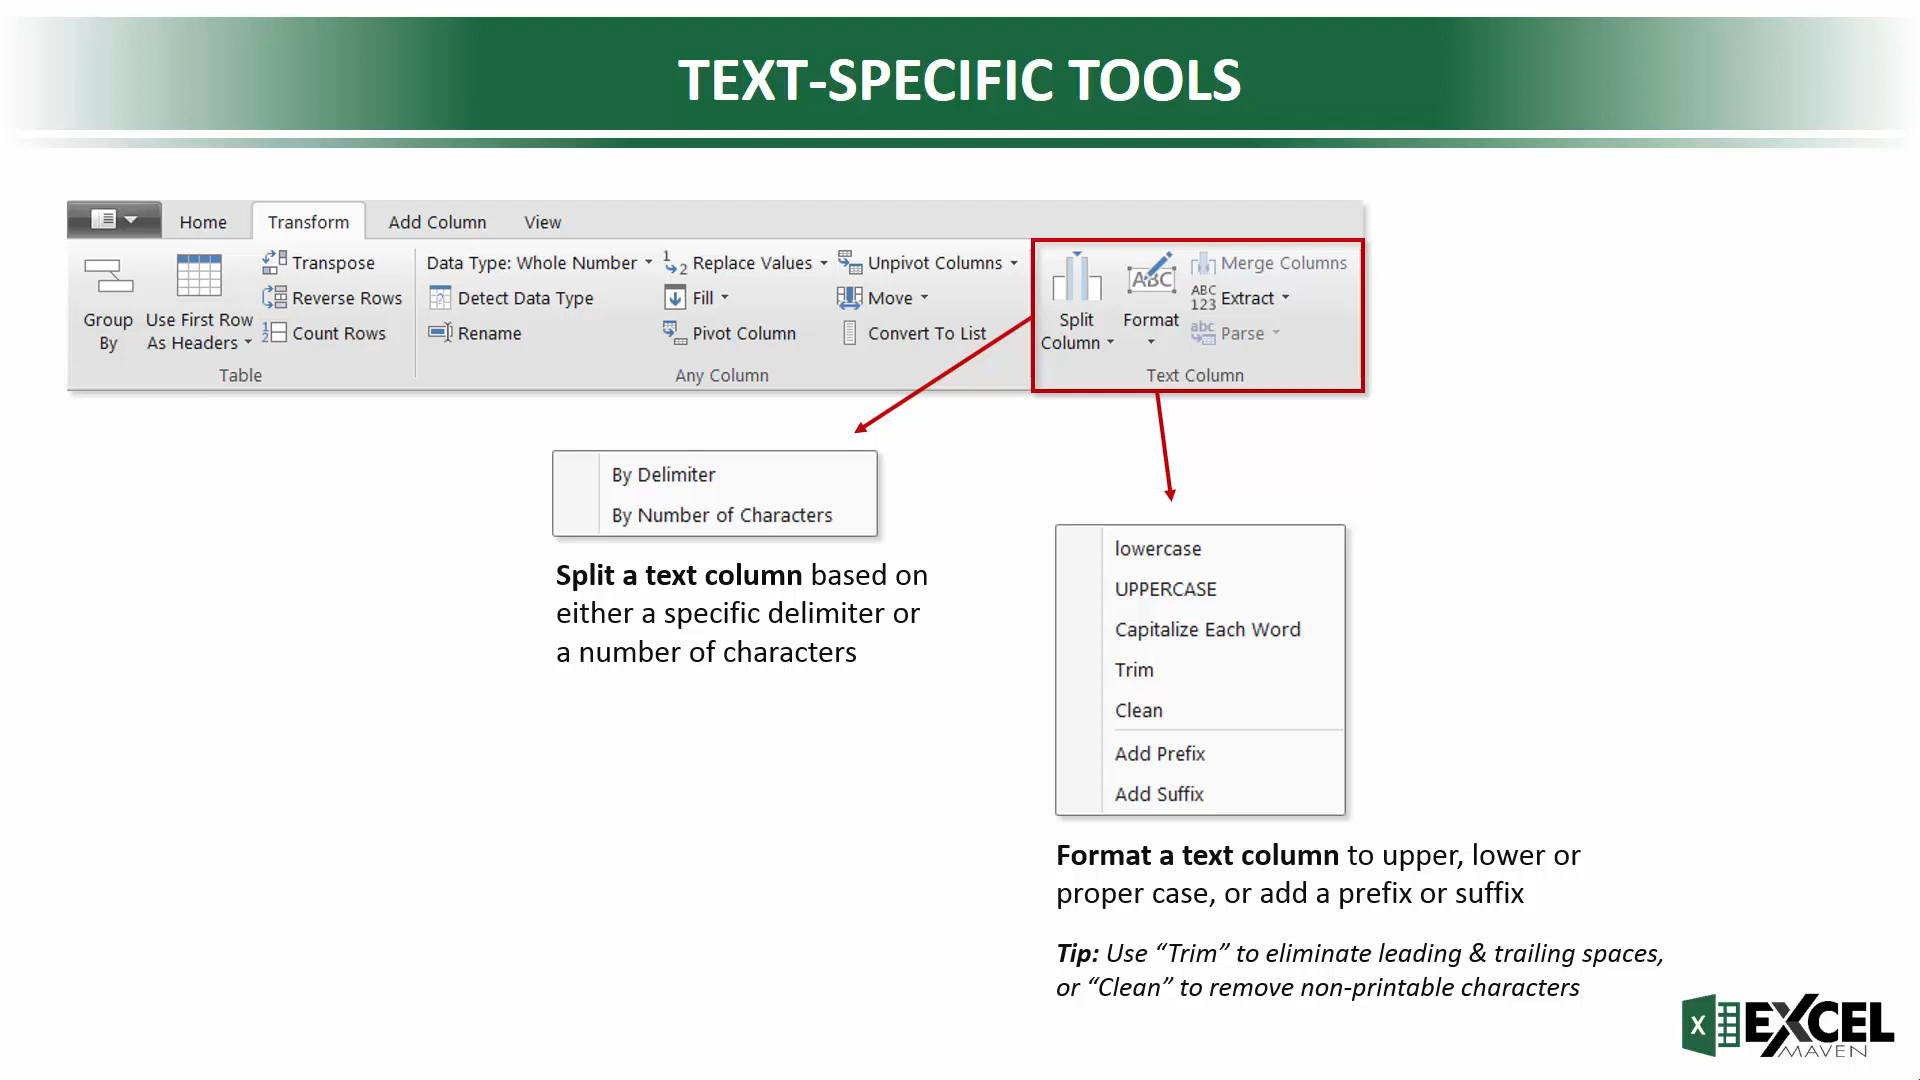 TEXT-SPECIFIC TOOLS
Home Transform Add Column View
Group By
Use First Row As Headers
Transpose
Reverse Rows
Count Rows
Table
Data Type: Whole Number
Detect Data Type
Rename
Replace Values
Fill
Pivot Column
Unpivot Columns
Move
Convert To List
Any Column
Split Column
ABC
Format
Merge Columns
ABC 123 Extract
abc Parse
Text Column
By Delimiter
By Number of Characters
Split a text column based on
either a specific delimiter or
a number of characters
lowercase
UPPERCASE
Capitalize Each Word
Trim
Clean
Add Prefix
Add Suffix
Format a text column to upper, lower or
proper case, or add a prefix or suffix
Tip: Use “Trim” to eliminate leading & trailing spaces,
or “Clean” to remove non-printable characters
X EXCEL
MAVEN